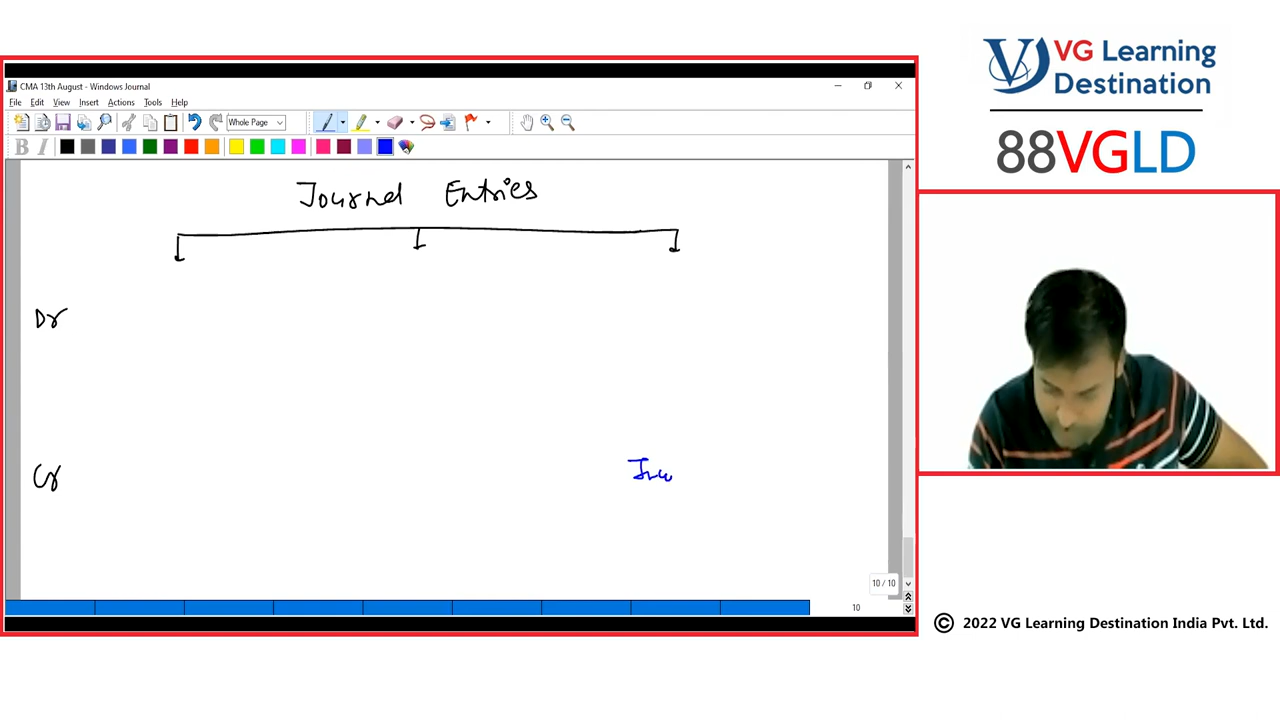 VG Learning
Destination
88VGLD
CMA 13th August - Windows Journal
File Edit View Insert Actions Tools Help
Whole Page
B I
Journal Entries
Dr
Cr
10 / 10
10
© 2022 VG Learning Destination India Pvt. Ltd.